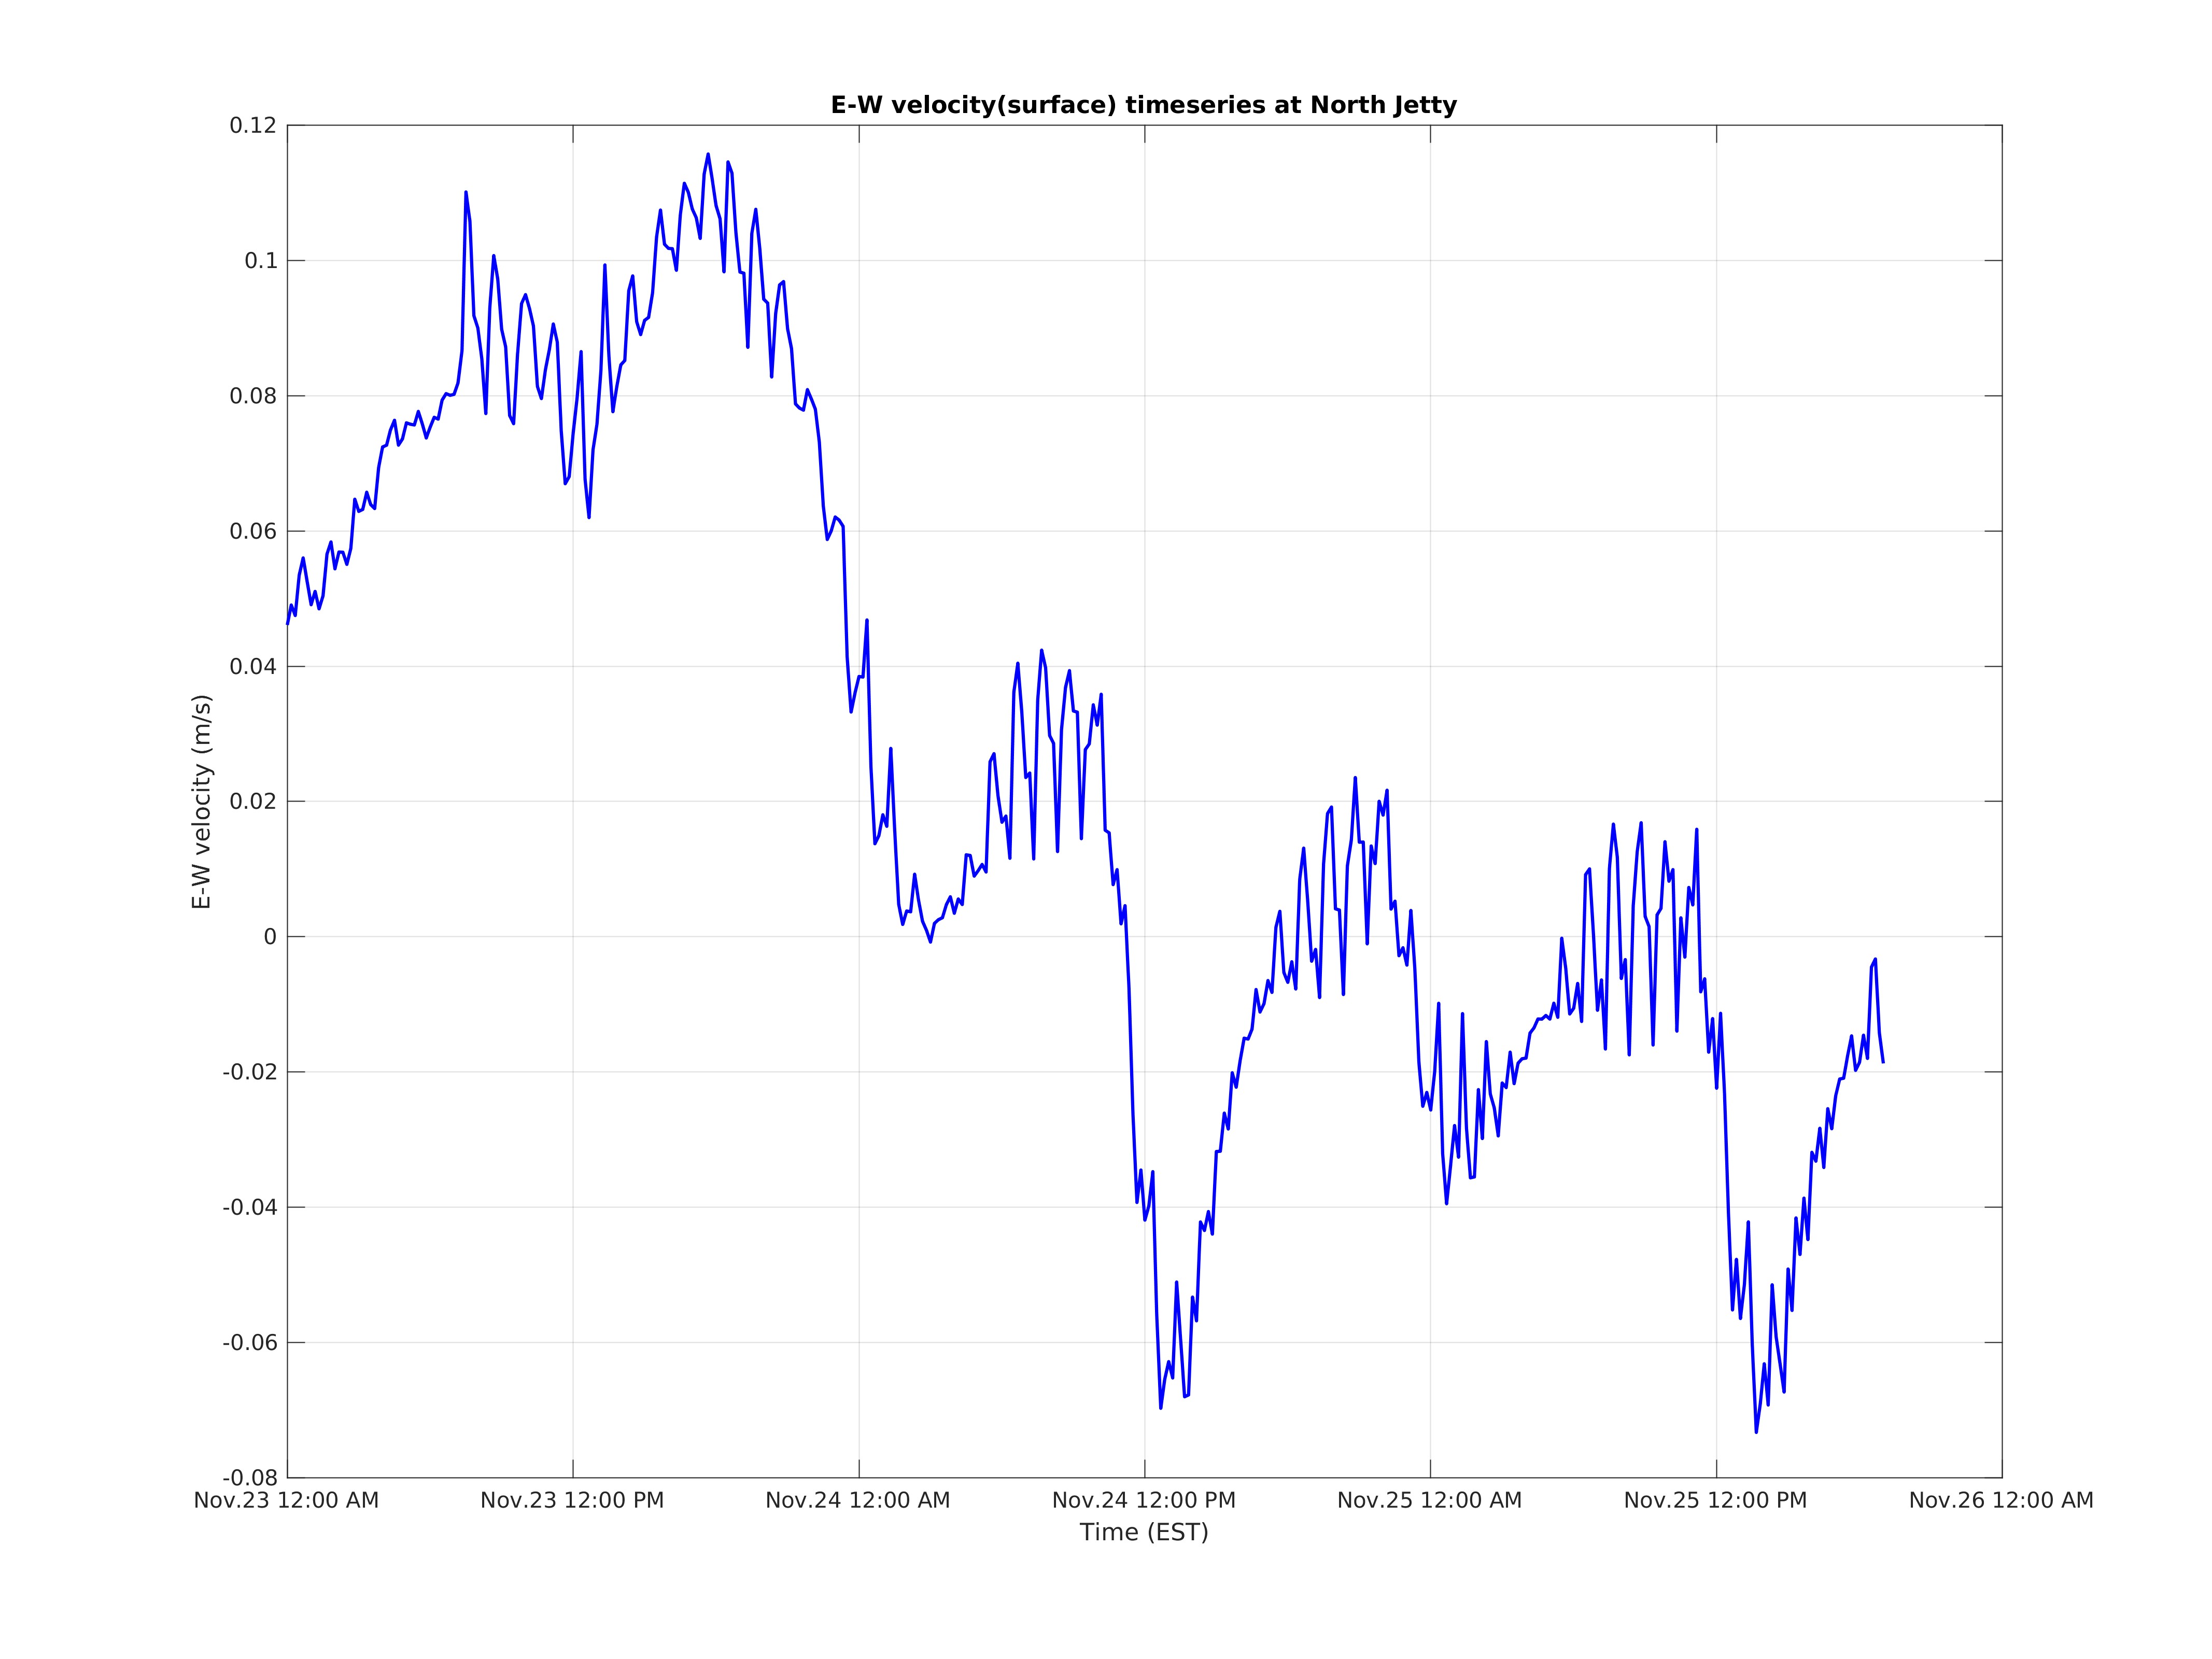 E-W velocity(surface) timeseries at North Jetty
0.12
0.1
0.08
0.06
0.04
0.02
0
-0.02
-0.04
-0.06
-0.08
E-W velocity (m/s)
Nov.23 12:00 AM
Nov.23 12:00 PM
Nov.24 12:00 AM
Nov.24 12:00 PM
Nov.25 12:00 AM
Nov.25 12:00 PM
Nov.26 12:00 AM
Time (EST)